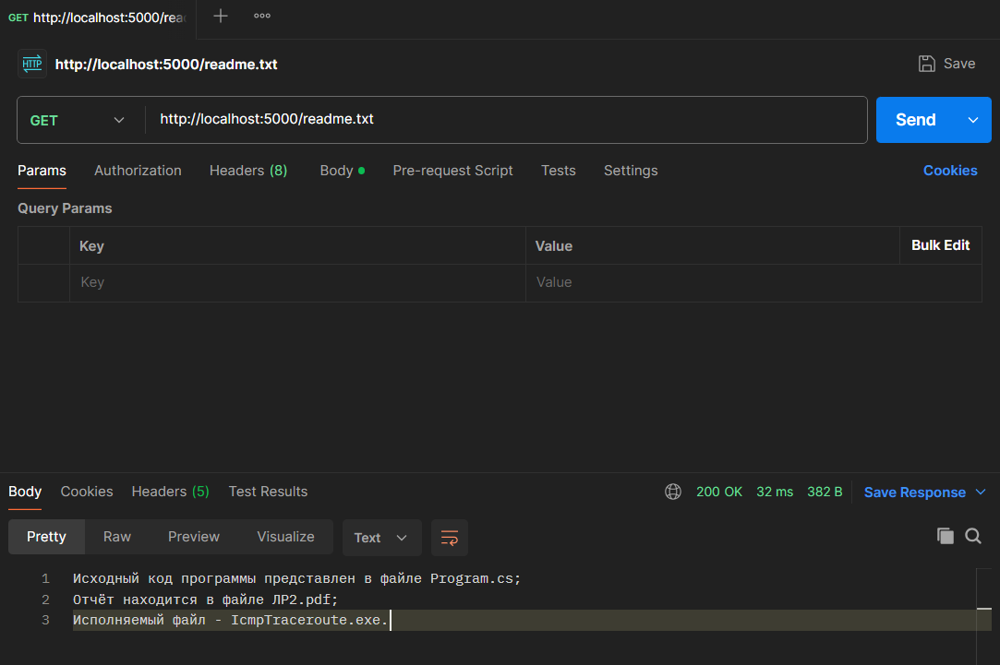 GET http://localhost:5000/rea
HTTP http://localhost:5000/readme.txt Save
GET http://localhost:5000/readme.txt Send
Params Authorization Headers (8) Body Pre-request Script Tests Settings Cookies
Query Params
Key Value Bulk Edit
Key Value
Body Cookies Headers (5) Test Results 200 OK 32 ms 382 B Save Response
Pretty Raw Preview Visualize Text
1 Исходный код программы представлен в файле Program.cs;
2 Отчёт находится в файле ЛР2.pdf;
3 Исполняемый файл - IcmpTraceroute.exe.